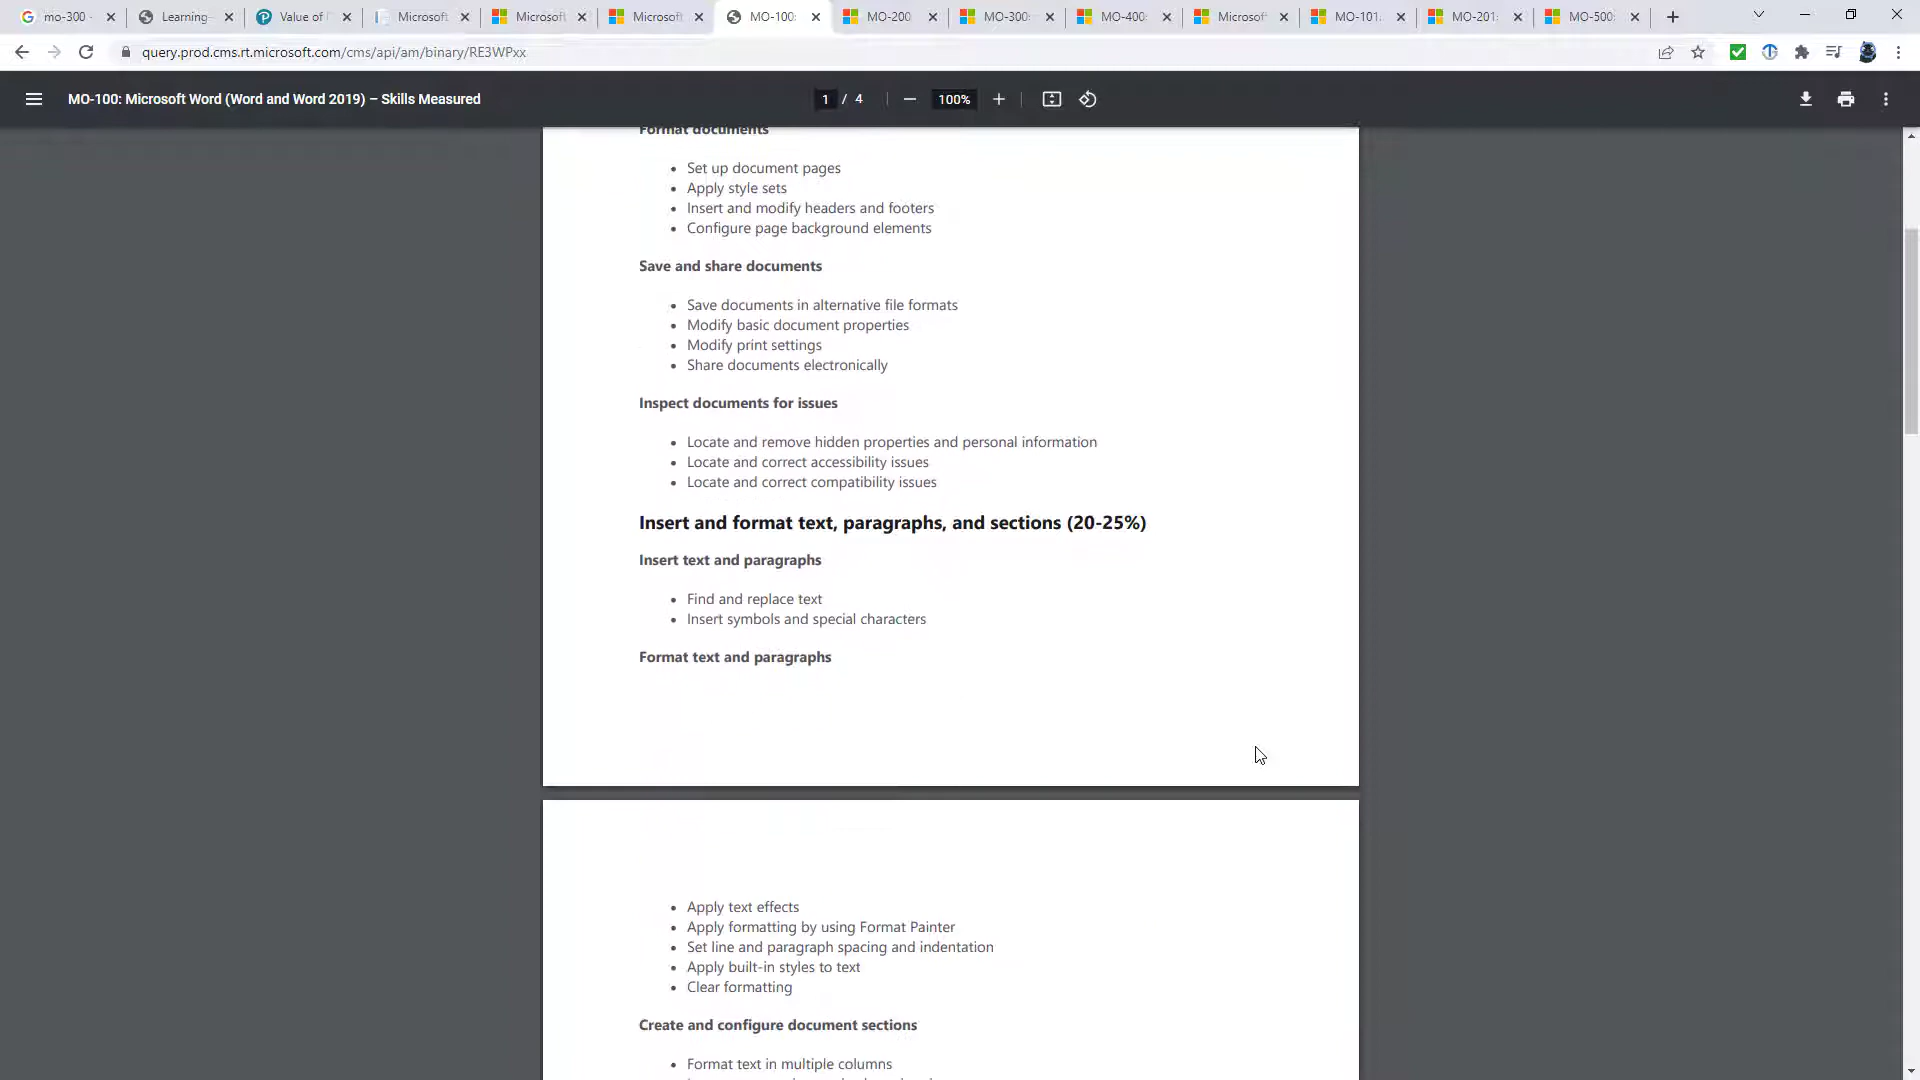 mo-300 -
Learning-
Value of I
Microsoft
Microsoft
Microsoft
MO-100:
MO-200
MO-300:
MO-400:
Microsof
MO-101.
MO-201:
MO-500:
query.prod.cms.rt.microsoft.com/cms/api/am/binary/RE3WPxx
MO-100: Microsoft Word (Word and Word 2019) – Skills Measured
1 / 4
100%
Format documents
• Set up document pages
• Apply style sets
• Insert and modify headers and footers
• Configure page background elements
Save and share documents
• Save documents in alternative file formats
• Modify basic document properties
• Modify print settings
• Share documents electronically
Inspect documents for issues
• Locate and remove hidden properties and personal information
• Locate and correct accessibility issues
• Locate and correct compatibility issues
Insert and format text, paragraphs, and sections (20-25%)
Insert text and paragraphs
• Find and replace text
• Insert symbols and special characters
Format text and paragraphs
• Apply text effects
• Apply formatting by using Format Painter
• Set line and paragraph spacing and indentation
• Apply built-in styles to text
• Clear formatting
Create and configure document sections
• Format text in multiple columns